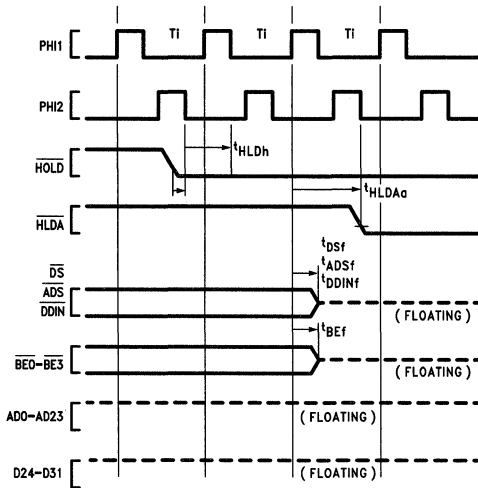 PHI1 Ti Ti Ti
PHI2
HOLD tHLDh
tHLDAa
HLDA
tDSf
DS tADSf
ADS tDDINf
DDIN (FLOATING)
tBEf
BE0-BE3 (FLOATING)
AD0-AD23 (FLOATING)
D24-D31 (FLOATING)